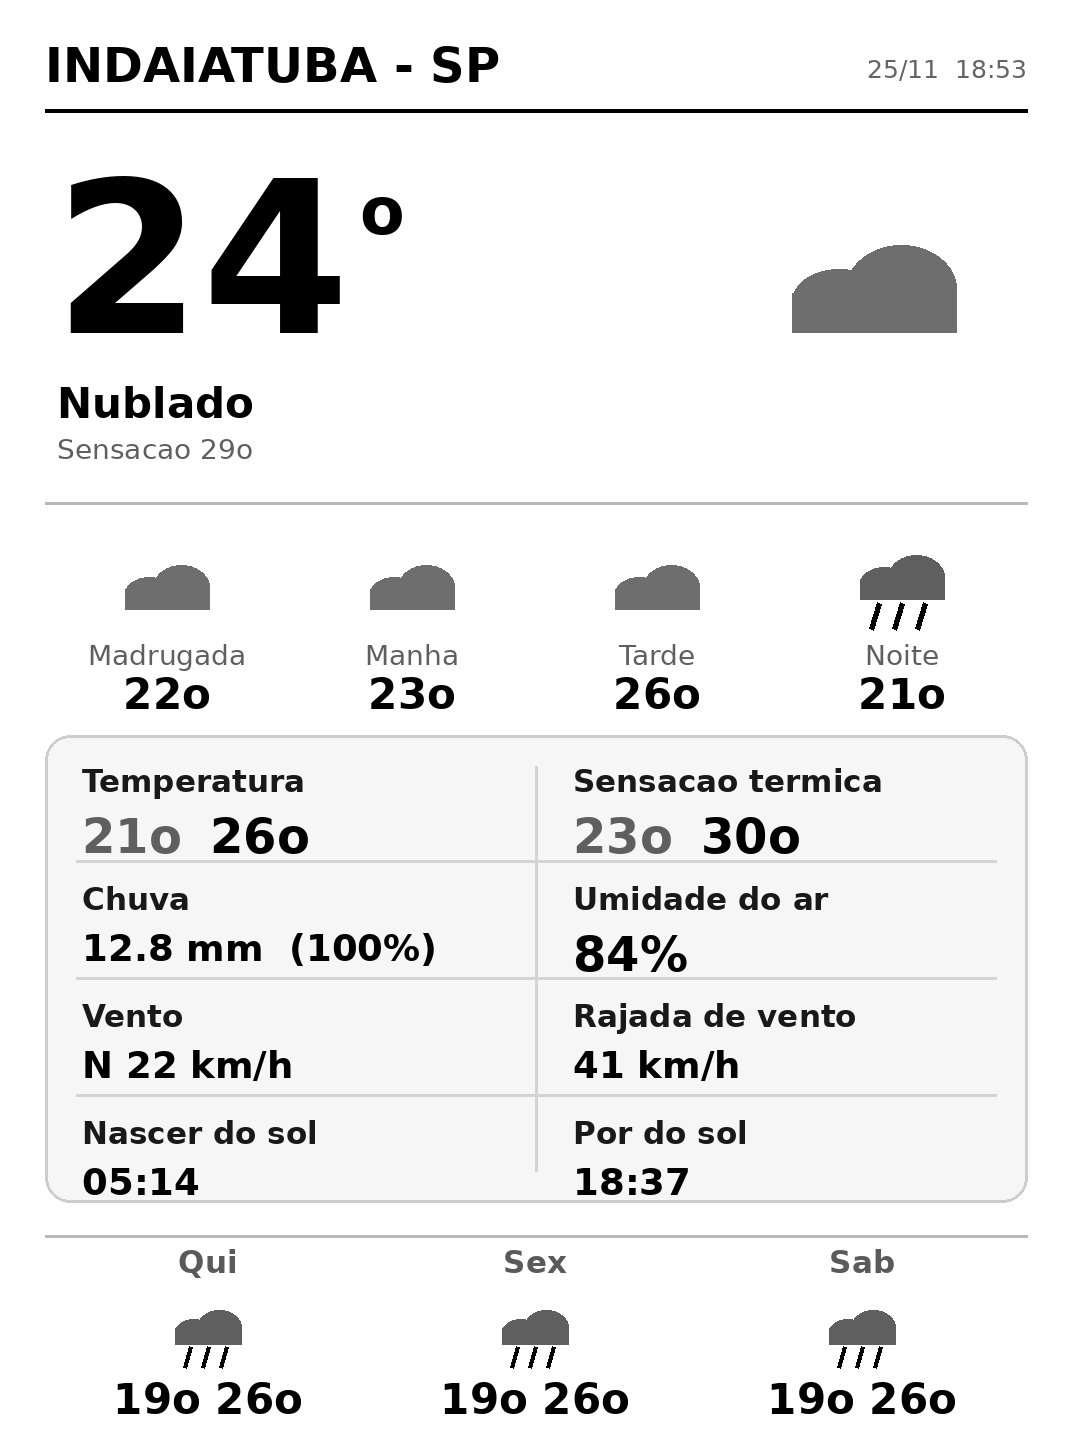 INDAIATUBA - SP 25/11 18:53
24 o
Nublado
Sensacao 29o
Madrugada Manha Tarde Noite
22o 23o 26o 21o
Temperatura Sensacao termica
21o 26o 23o 30o
Chuva Umidade do ar
12.8 mm (100%) 84%
Vento Rajada de vento
N 22 km/h 41 km/h
Nascer do sol Por do sol
05:14 18:37
Qui Sex Sab
19o 26o 19o 26o 19o 26o